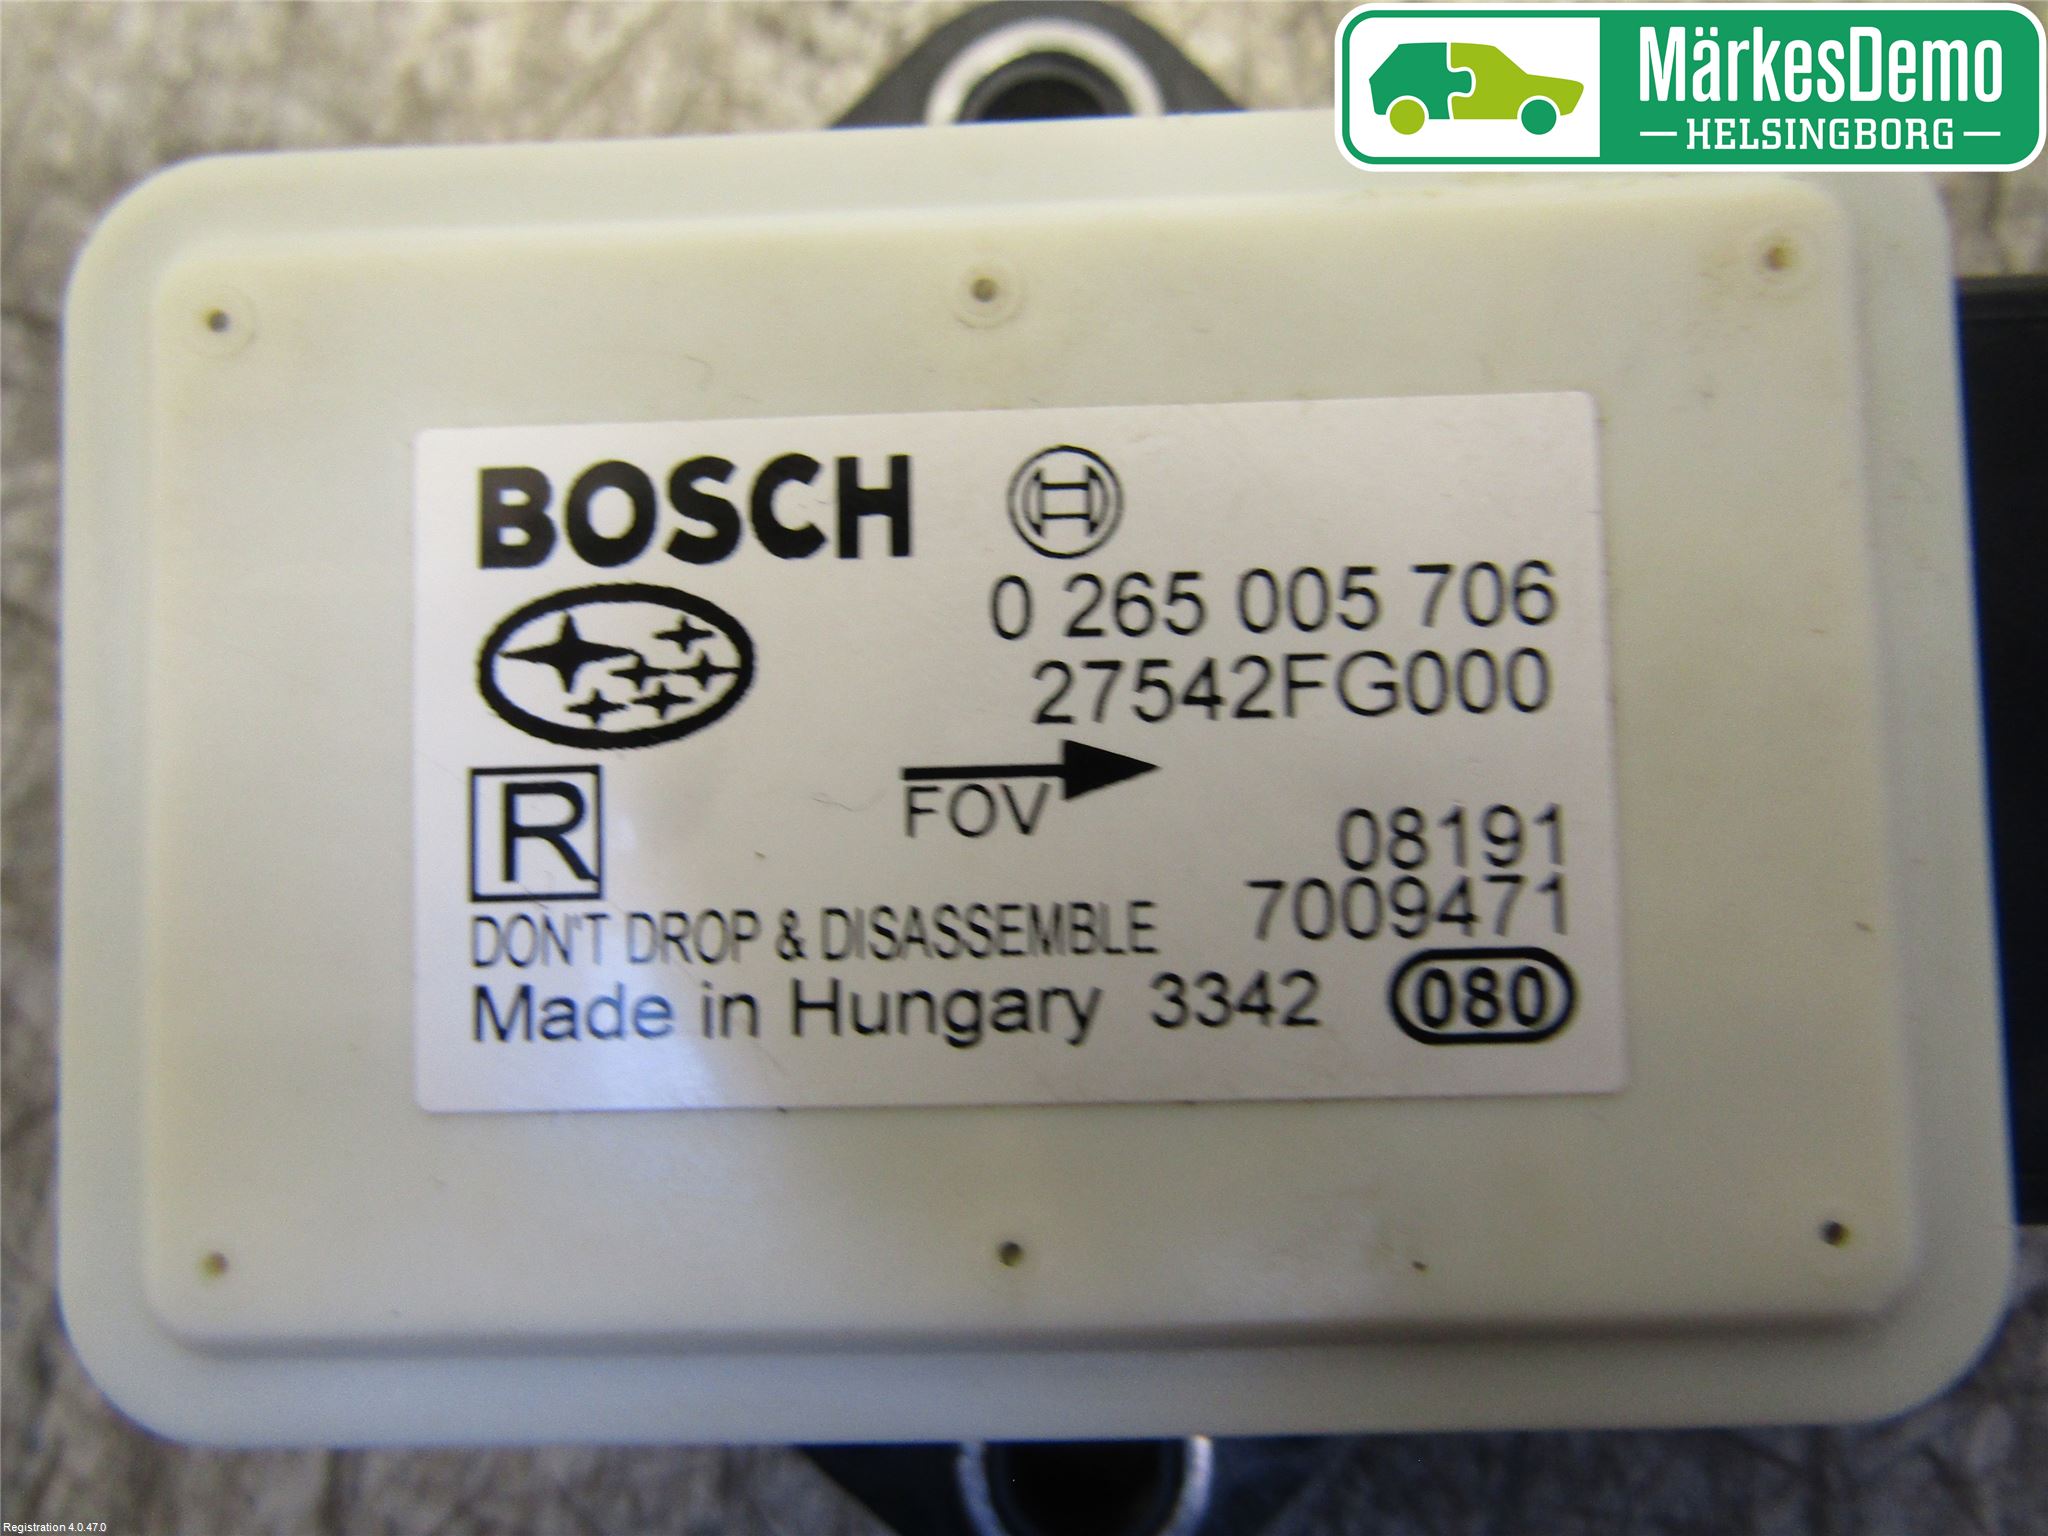 MärkesDemo
HELSINGBORG
BOSCH
0 265 005 706
27542FG000
R
FOV
08191
7009471
DON'T DROP & DISASSEMBLE
Made in Hungary 3342 080
Registration 4.0.47.0